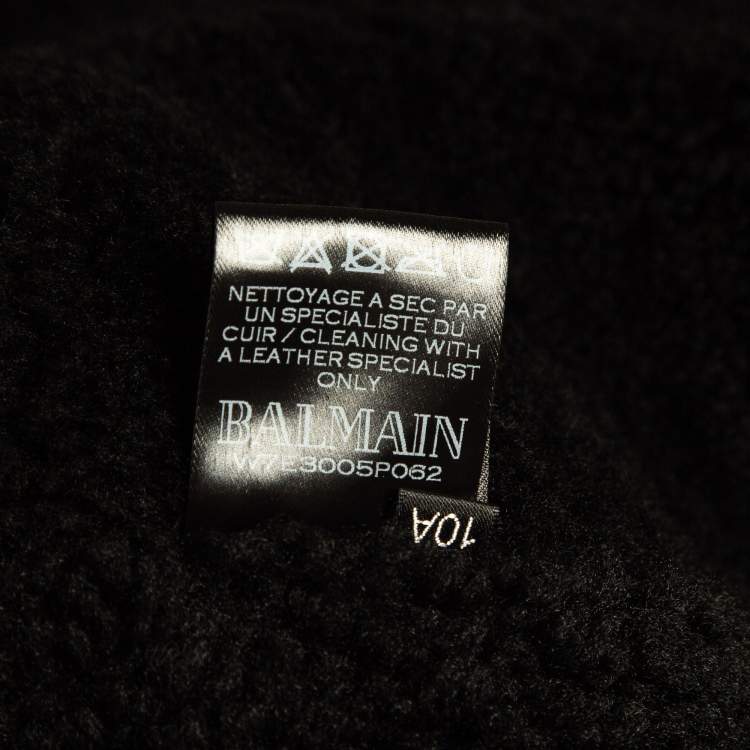 NETTOYAGE A SEC PAR
UN SPECIALISTE DU
CUIR / CLEANING WITH
A LEATHER SPECIALIST
ONLY
BALMAIN
W7E3005P062
10A